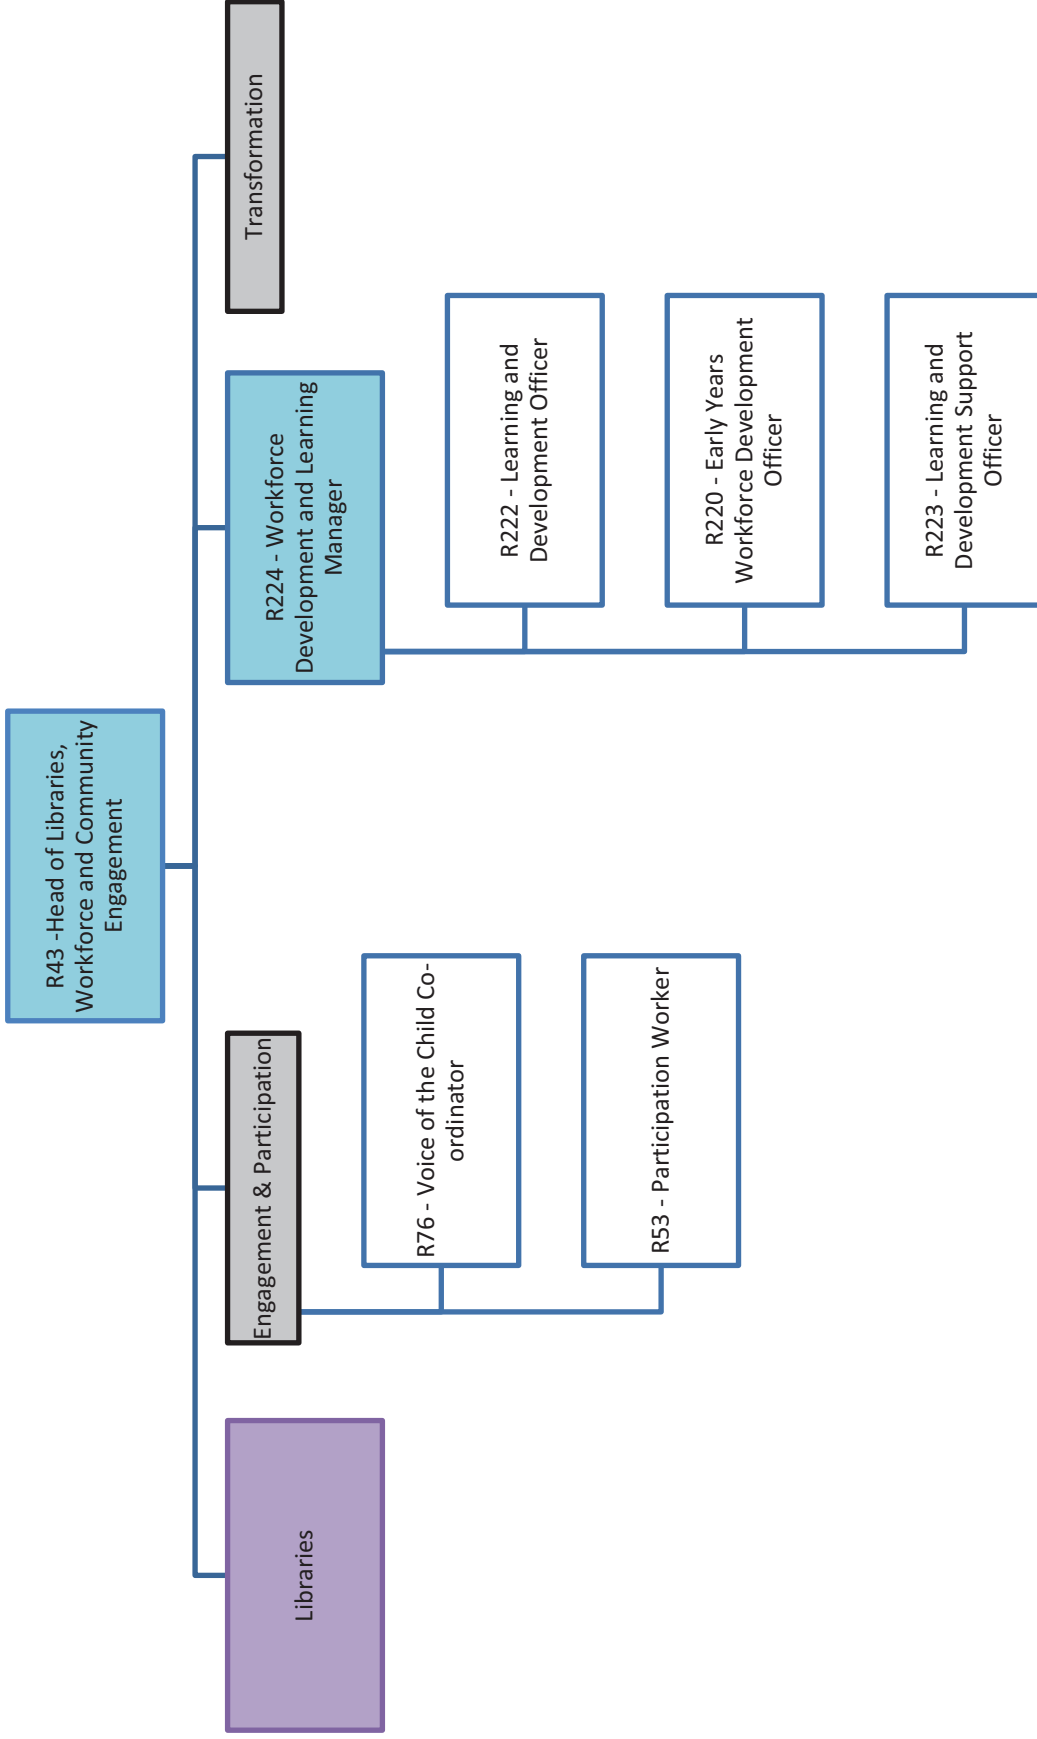 R43 -Head of Libraries,
Workforce and Community
Engagement
Libraries
Engagement & Participation
R224 - Workforce
Development and Learning
Manager
Transformation
R76 - Voice of the Child Co-
ordinator
R53 - Participation Worker
R222 - Learning and
Development Officer
R220 - Early Years
Workforce Development
Officer
R223 - Learning and
Development Support
Officer